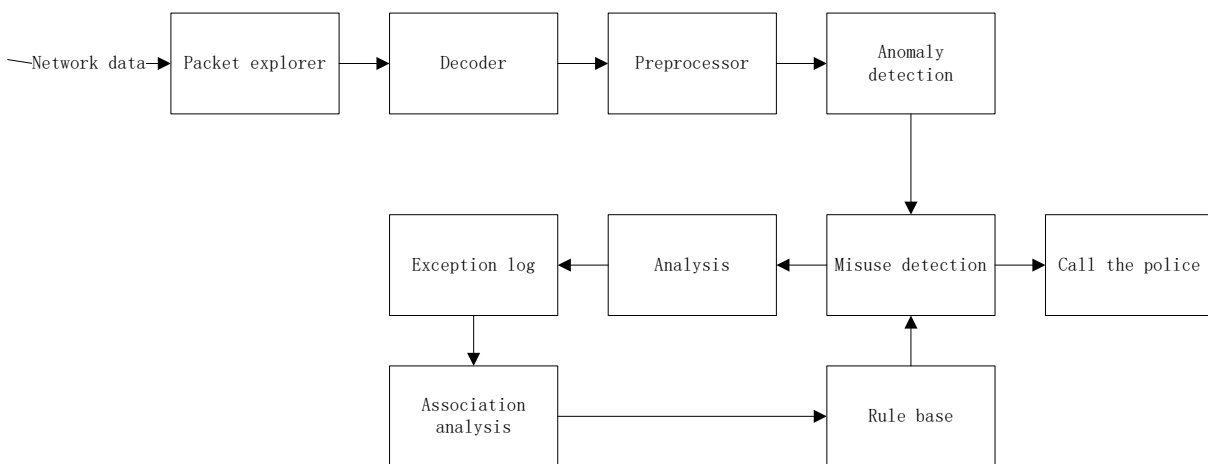 Network data
Packet explorer
Decoder
Preprocessor
Anomaly
detection
Exception log
Analysis
Misuse detection
Call the police
Association
analysis
Rule base